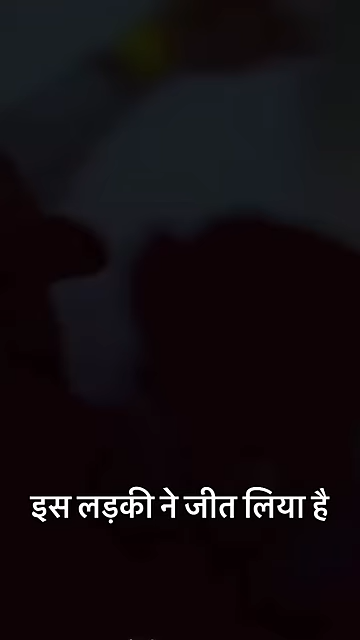 इस लड़की ने जीत लिया है